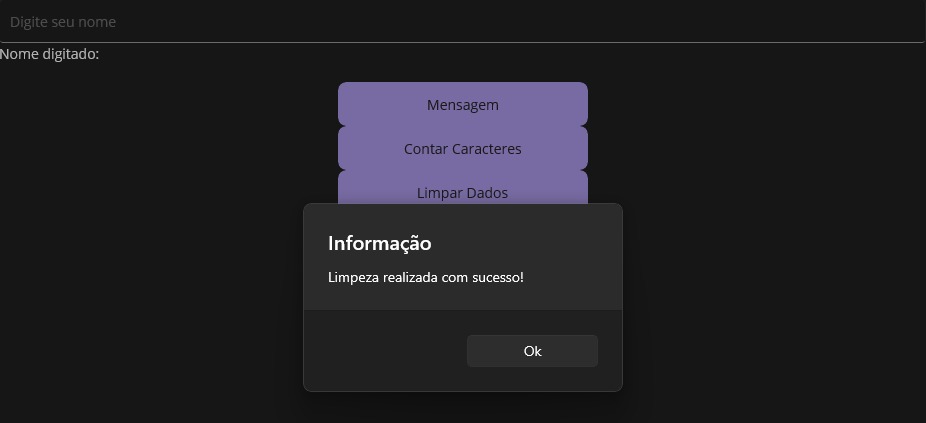 Digite seu nome
Nome digitado:
Mensagem
Contar Caracteres
Limpar Dados
Informação
Limpeza realizada com sucesso!
Ok